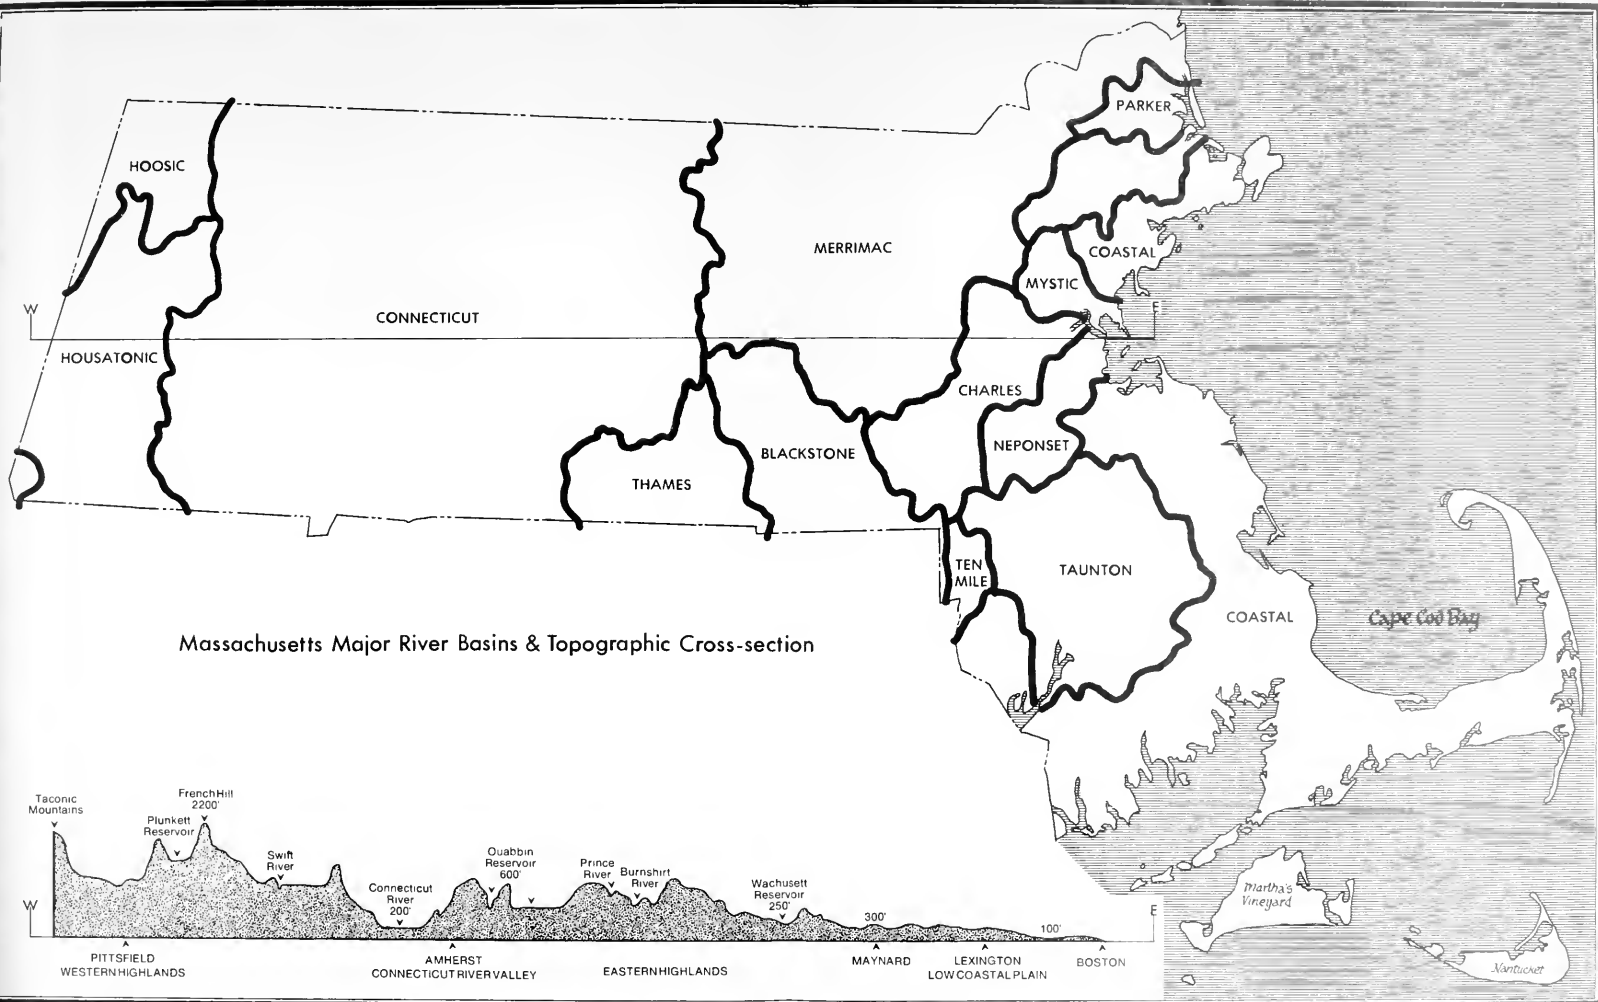 PARKER
HOOSIC
MERRIMAC
COASTAL
MYSTIC
W
E
CONNECTICUT
HOUSATONIC
CHARLES
NEPONSET
BLACKSTONE
THAMES
TEN
MILE
TAUNTON
COASTAL
Cape Cod Bay
Massachusetts Major River Basins & Topographic Cross-section
Taconic
Mountains
French Hill
2200'
Plunkett
Reservoir
Swift
River
Connecticut
River
200'
Quabbin
Reservoir
600'
Prince
River
Burnshirt
River
Wachusett
Reservoir
250'
300'
100'
W
E
Martha's
Vineyard
Nantucket
PITTSFIELD
WESTERN HIGHLANDS
AMHERST
CONNECTICUT RIVER VALLEY
EASTERN HIGHLANDS
MAYNARD
LEXINGTON
LOW COASTAL PLAIN
BOSTON